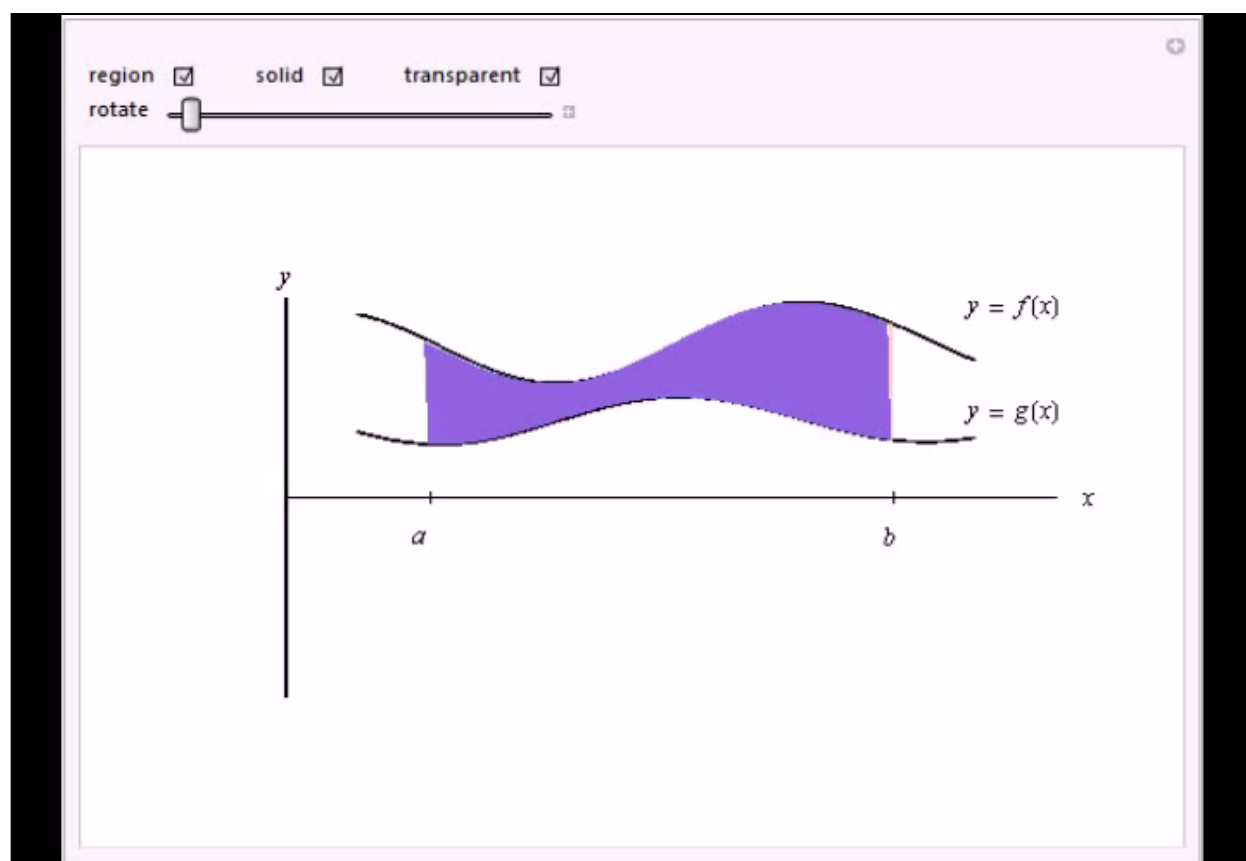 region solid transparent
rotate
y
y = f(x)
y = g(x)
x
a b